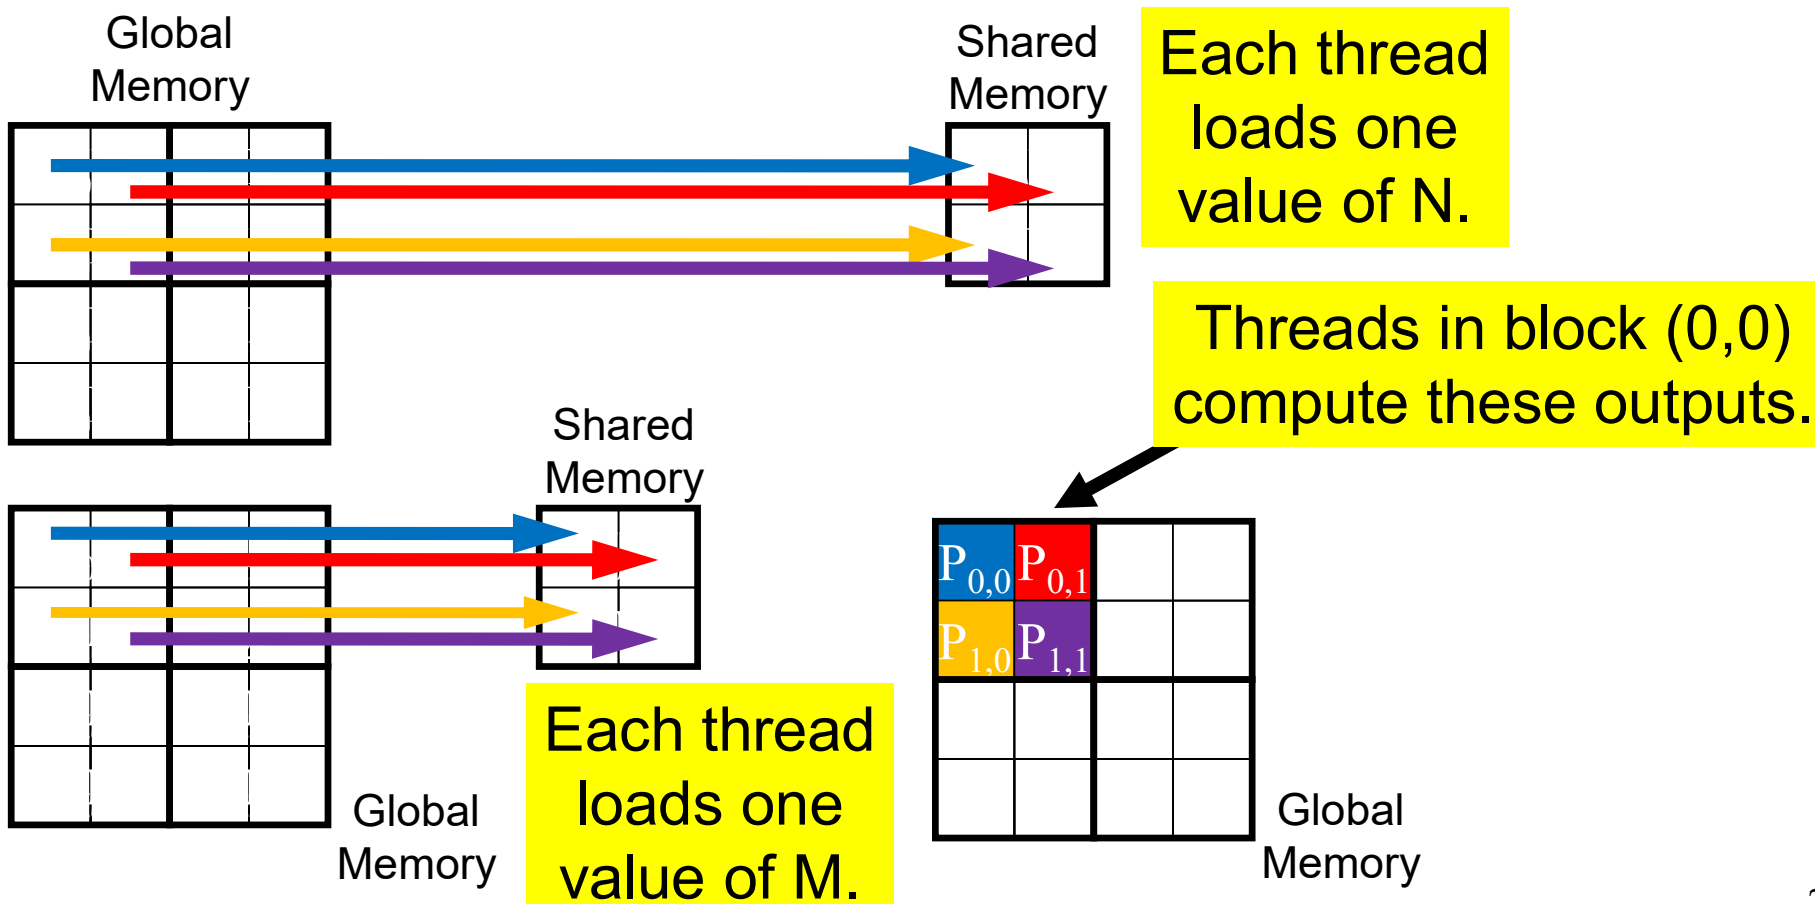 Global
Memory
Shared
Memory
Each thread
loads one
value of N.
Threads in block (0,0)
compute these outputs.
Shared
Memory
P0,0 P0,1
P1,0 P1,1
Each thread
loads one
value of M.
Global
Memory
Global
Memory